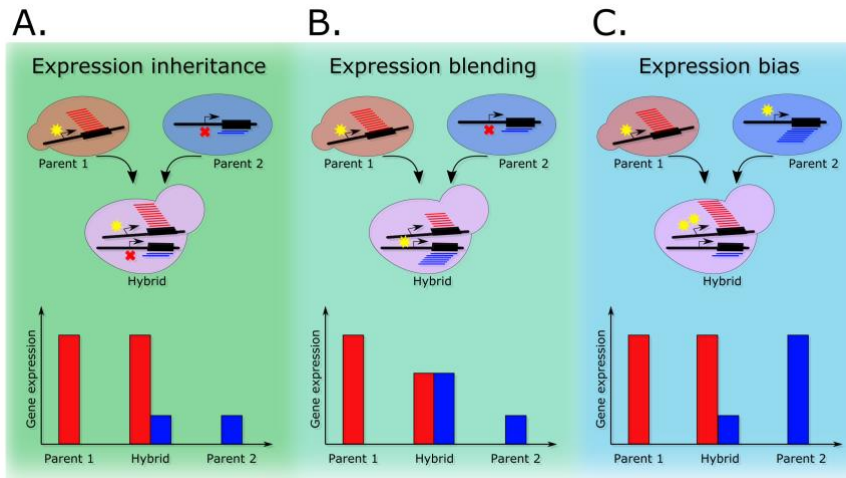 A.
Expression inheritance
Parent 1
Parent 2
Hybrid
Gene expression
Parent 1
Hybrid
Parent 2
B.
Expression blending
Parent 1
Parent 2
Hybrid
Gene expression
Parent 1
Hybrid
Parent 2
C.
Expression bias
Parent 1
Parent 2
Hybrid
Gene expression
Parent 1
Hybrid
Parent 2